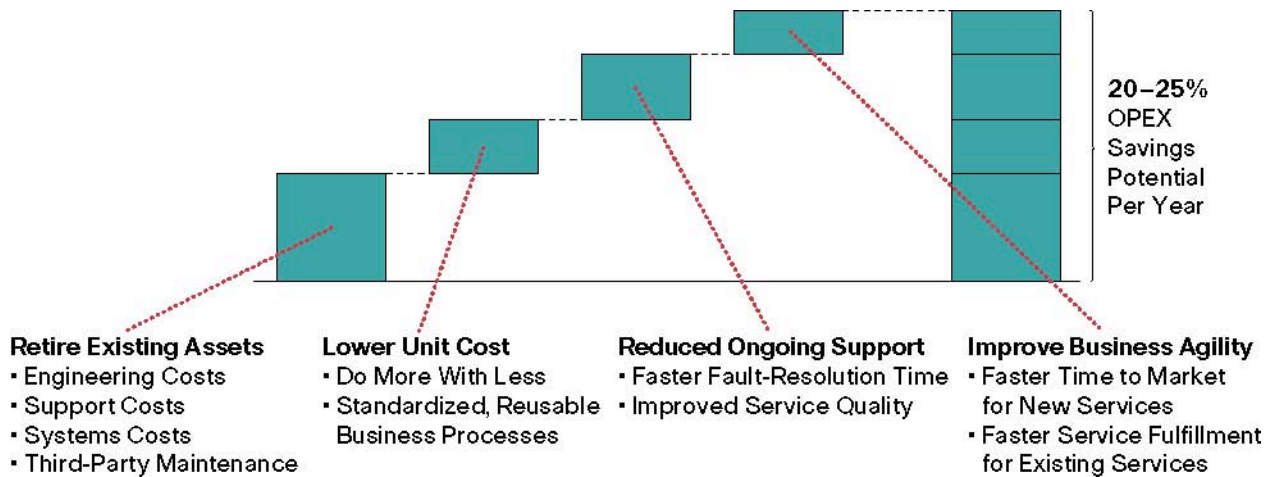 20–25%
OPEX
Savings
Potential
Per Year
Retire Existing Assets
▪ Engineering Costs
▪ Support Costs
▪ Systems Costs
▪ Third-Party Maintenance
Lower Unit Cost
▪ Do More With Less
▪ Standardized, Reusable
Business Processes
Reduced Ongoing Support
▪ Faster Fault-Resolution Time
▪ Improved Service Quality
Improve Business Agility
▪ Faster Time to Market
for New Services
▪ Faster Service Fulfillment
for Existing Services